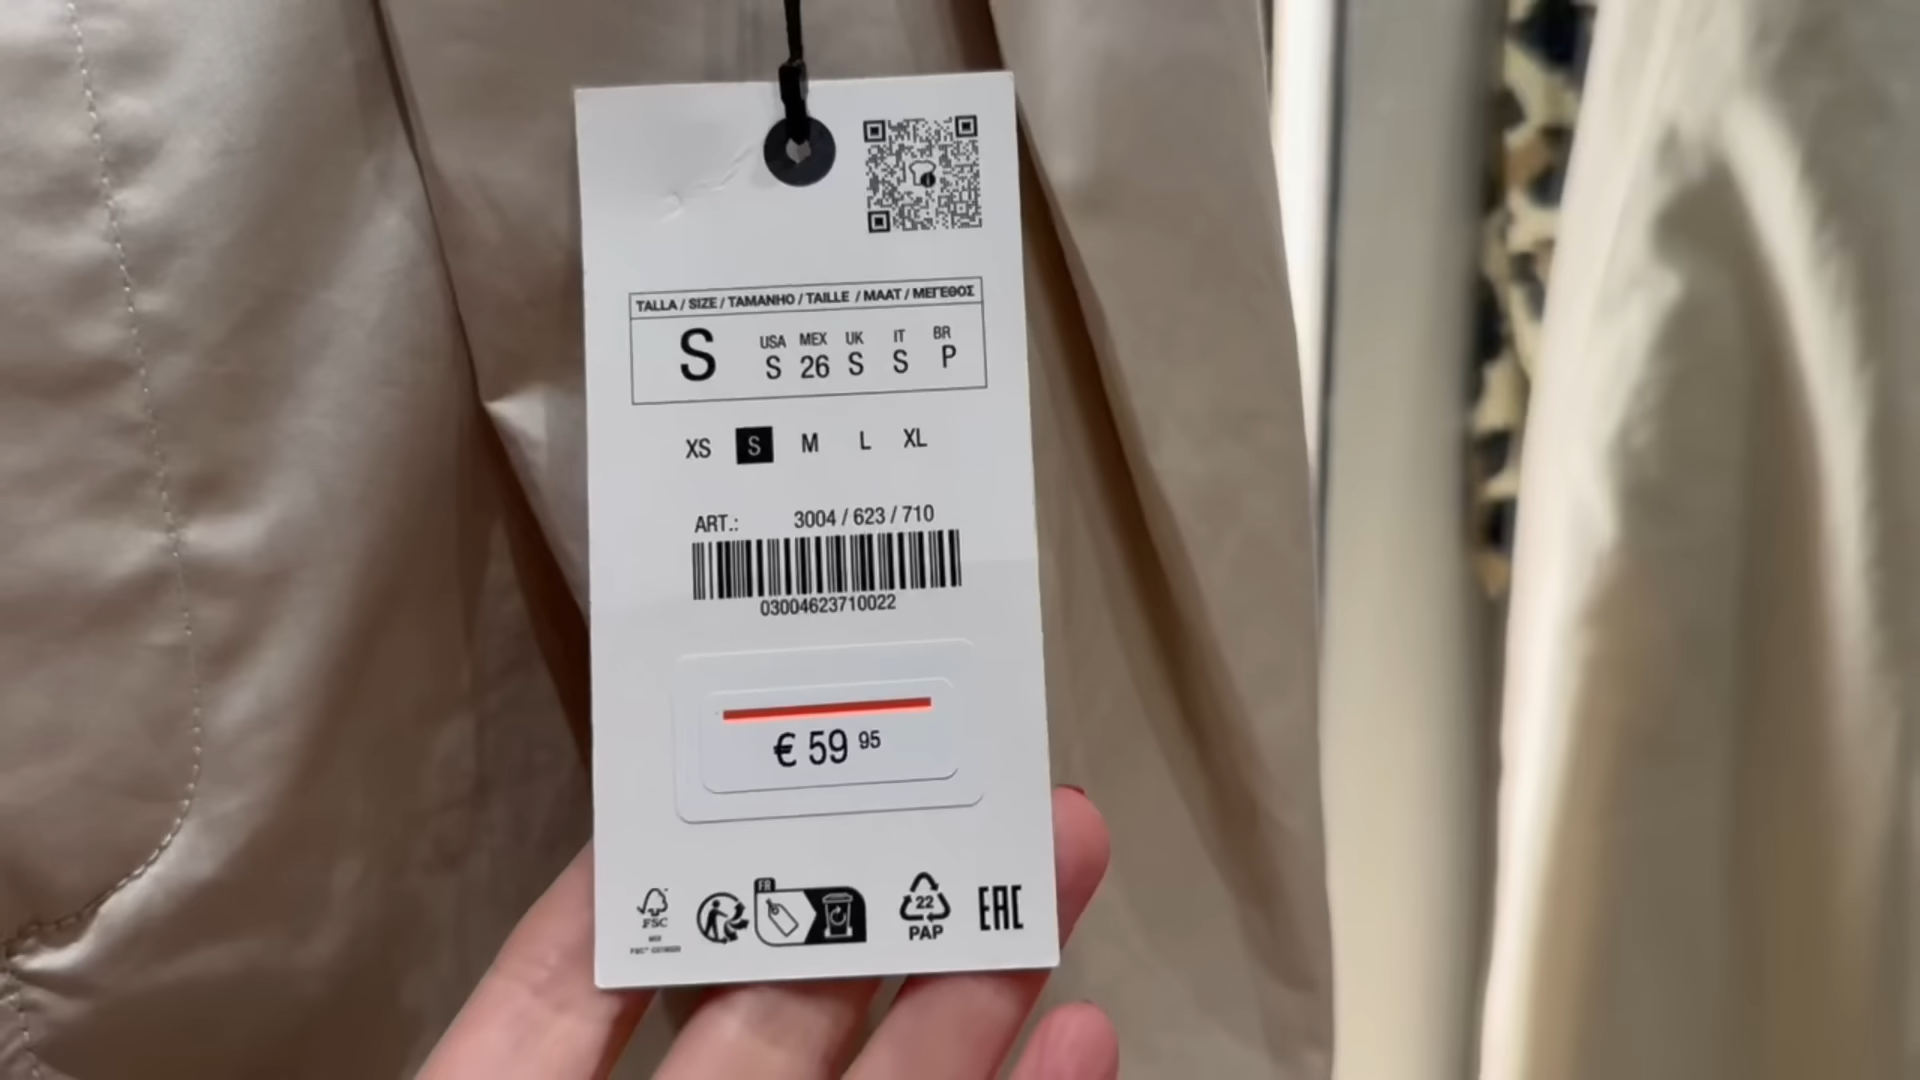 TALLA / SIZE / TAMANHO / TAILLE / MAAT / ΜΕΓΕΘΟΣ
USA MEX UK IT BR
S S 26 S S P
XS S M L XL
ART.: 3004 / 623 / 710
03004623710022
€ 59 95
FR
FSC
22
PAP
EAC